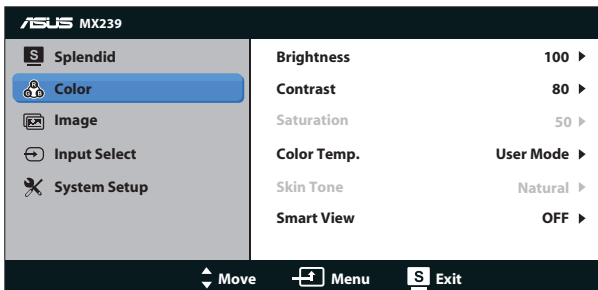 ASUS MX239
S Splendid
Color
Image
Input Select
System Setup
Brightness 100
Contrast 80
Saturation 50
Color Temp. User Mode
Skin Tone Natural
Smart View OFF
Move Menu S Exit